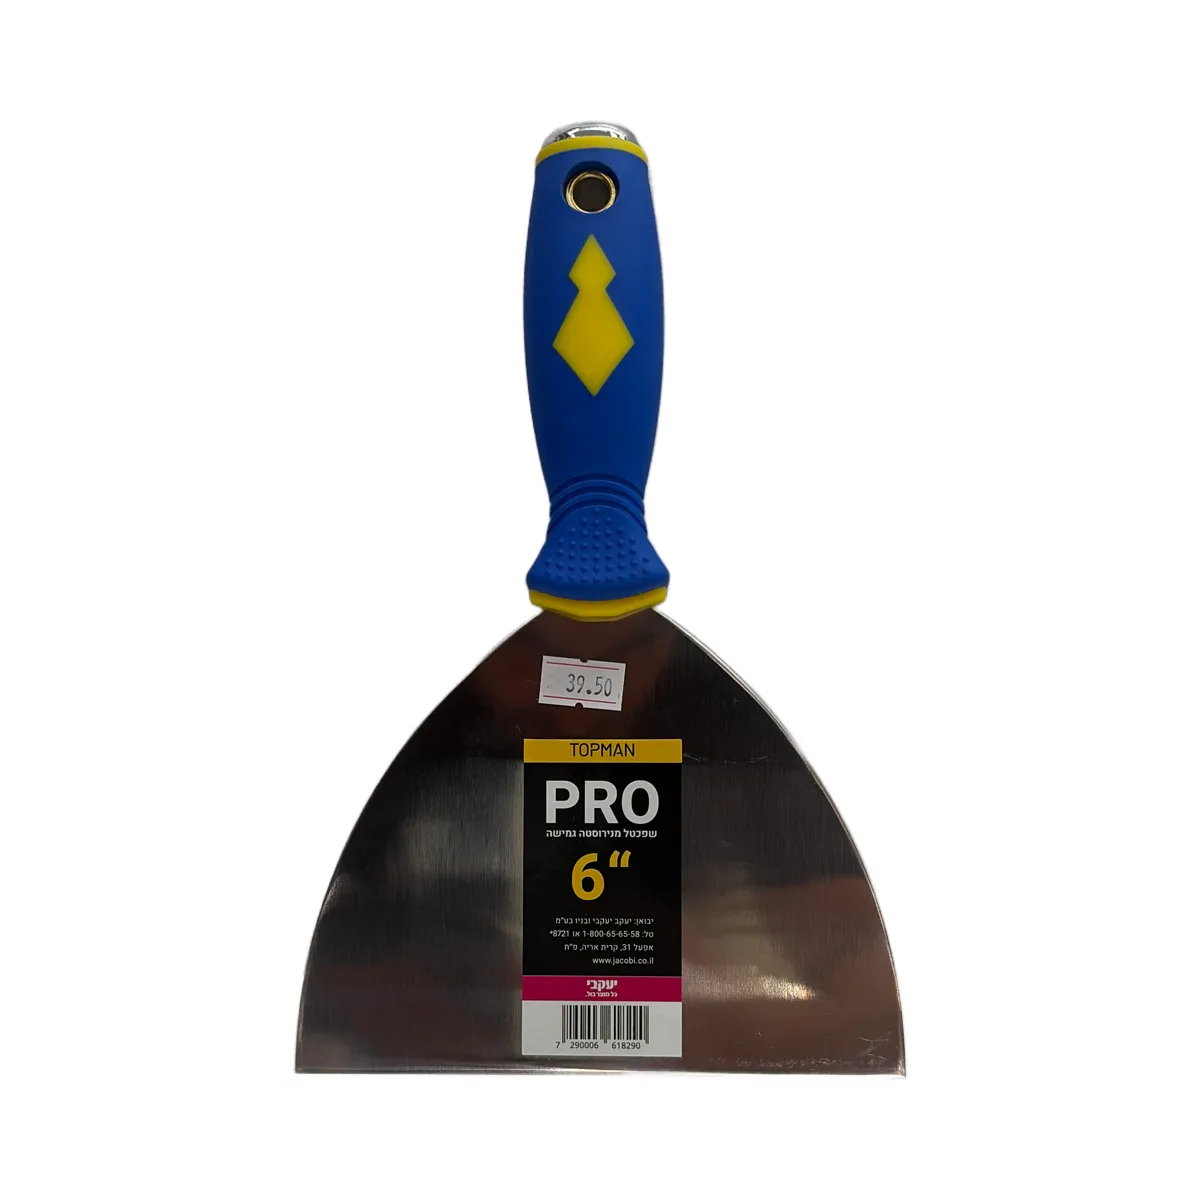 39.50
TOPMAN
PRO
שפכטל מנירוסטה גמישה
6“
יבואן: יעקב יעקבי ובניו בע"מ
טל: 1-800-65-65-58 או 8721*
אפעל 31, קרית אריה, פ"ת
www.jacobi.co.il
יעקבי
כל מוצר בול.
7 290006 618290